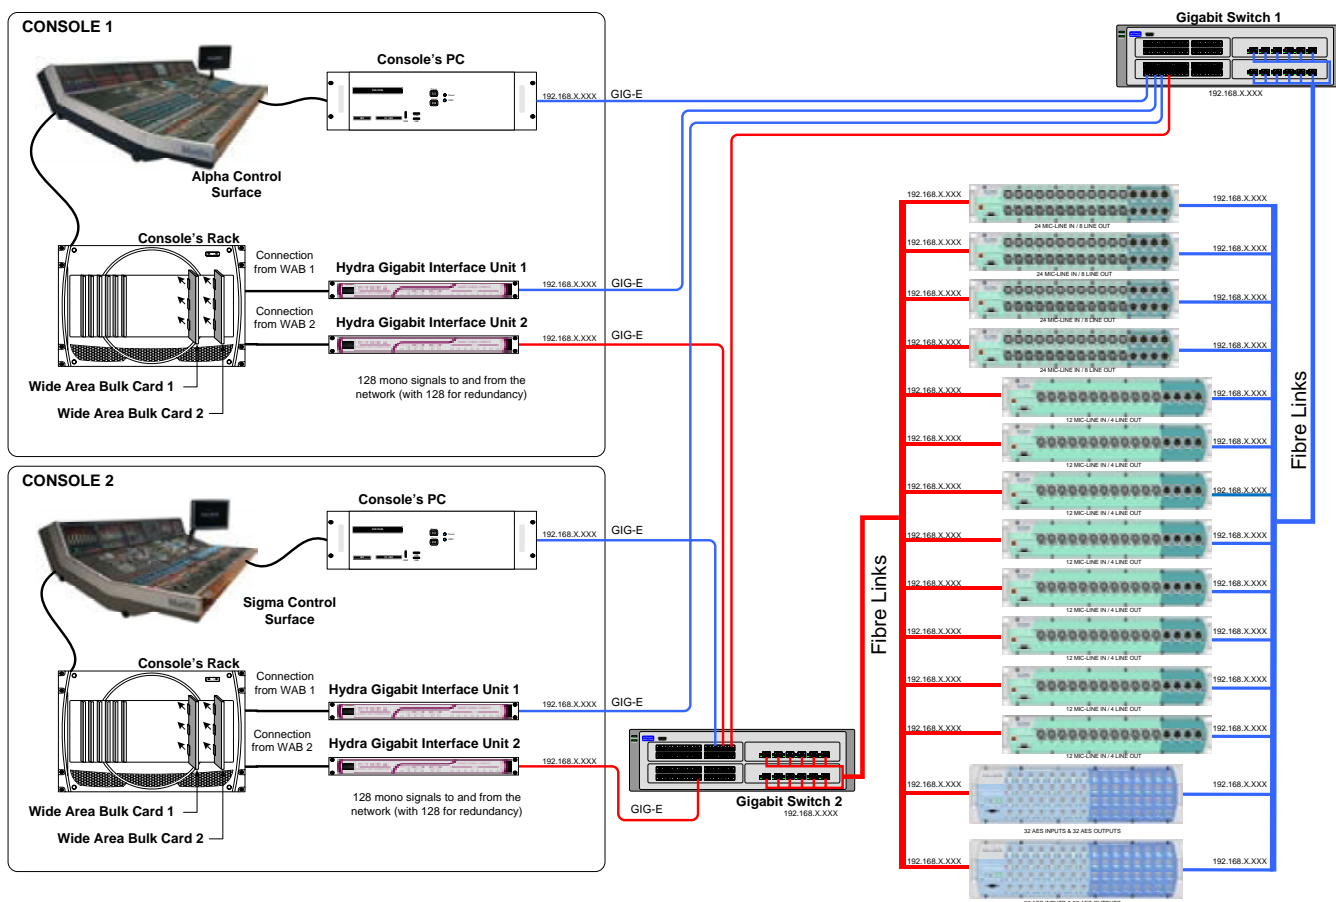 CONSOLE 1
Console's PC
192.168.X.XXX
GIG-E
Alpha Control
Surface
Console's Rack
Connection
from WAB 1
Hydra Gigabit Interface Unit 1
192.168.X.XXX
GIG-E
Connection
from WAB 2
Hydra Gigabit Interface Unit 2
192.168.X.XXX
GIG-E
Wide Area Bulk Card 1
Wide Area Bulk Card 2
128 mono signals to and from the
network (with 128 for redundancy)
CONSOLE 2
Console's PC
192.168.X.XXX
GIG-E
Sigma Control
Surface
Console's Rack
Connection
from WAB 1
Hydra Gigabit Interface Unit 1
192.168.X.XXX
GIG-E
Connection
from WAB 2
Hydra Gigabit Interface Unit 2
192.168.X.XXX
GIG-E
Wide Area Bulk Card 1
Wide Area Bulk Card 2
128 mono signals to and from the
network (with 128 for redundancy)
Gigabit Switch 2
192.168.X.XXX
Gigabit Switch 1
192.168.X.XXX
Fibre Links
Fibre Links
192.168.X.XXX
192.168.X.XXX
24 MIC-LINE IN / 8 LINE OUT
192.168.X.XXX
192.168.X.XXX
24 MIC-LINE IN / 8 LINE OUT
192.168.X.XXX
192.168.X.XXX
24 MIC-LINE IN / 8 LINE OUT
192.168.X.XXX
192.168.X.XXX
24 MIC-LINE IN / 8 LINE OUT
192.168.X.XXX
192.168.X.XXX
12 MIC-LINE IN / 4 LINE OUT
192.168.X.XXX
192.168.X.XXX
12 MIC-LINE IN / 4 LINE OUT
192.168.X.XXX
192.168.X.XXX
12 MIC-LINE IN / 4 LINE OUT
192.168.X.XXX
192.168.X.XXX
12 MIC-LINE IN / 4 LINE OUT
192.168.X.XXX
192.168.X.XXX
12 MIC-LINE IN / 4 LINE OUT
192.168.X.XXX
192.168.X.XXX
12 MIC-LINE IN / 4 LINE OUT
192.168.X.XXX
192.168.X.XXX
12 MIC-LINE IN / 4 LINE OUT
192.168.X.XXX
192.168.X.XXX
12 MIC-LINE IN / 4 LINE OUT
192.168.X.XXX
192.168.X.XXX
32 AES INPUTS & 32 AES OUTPUTS
192.168.X.XXX
192.168.X.XXX